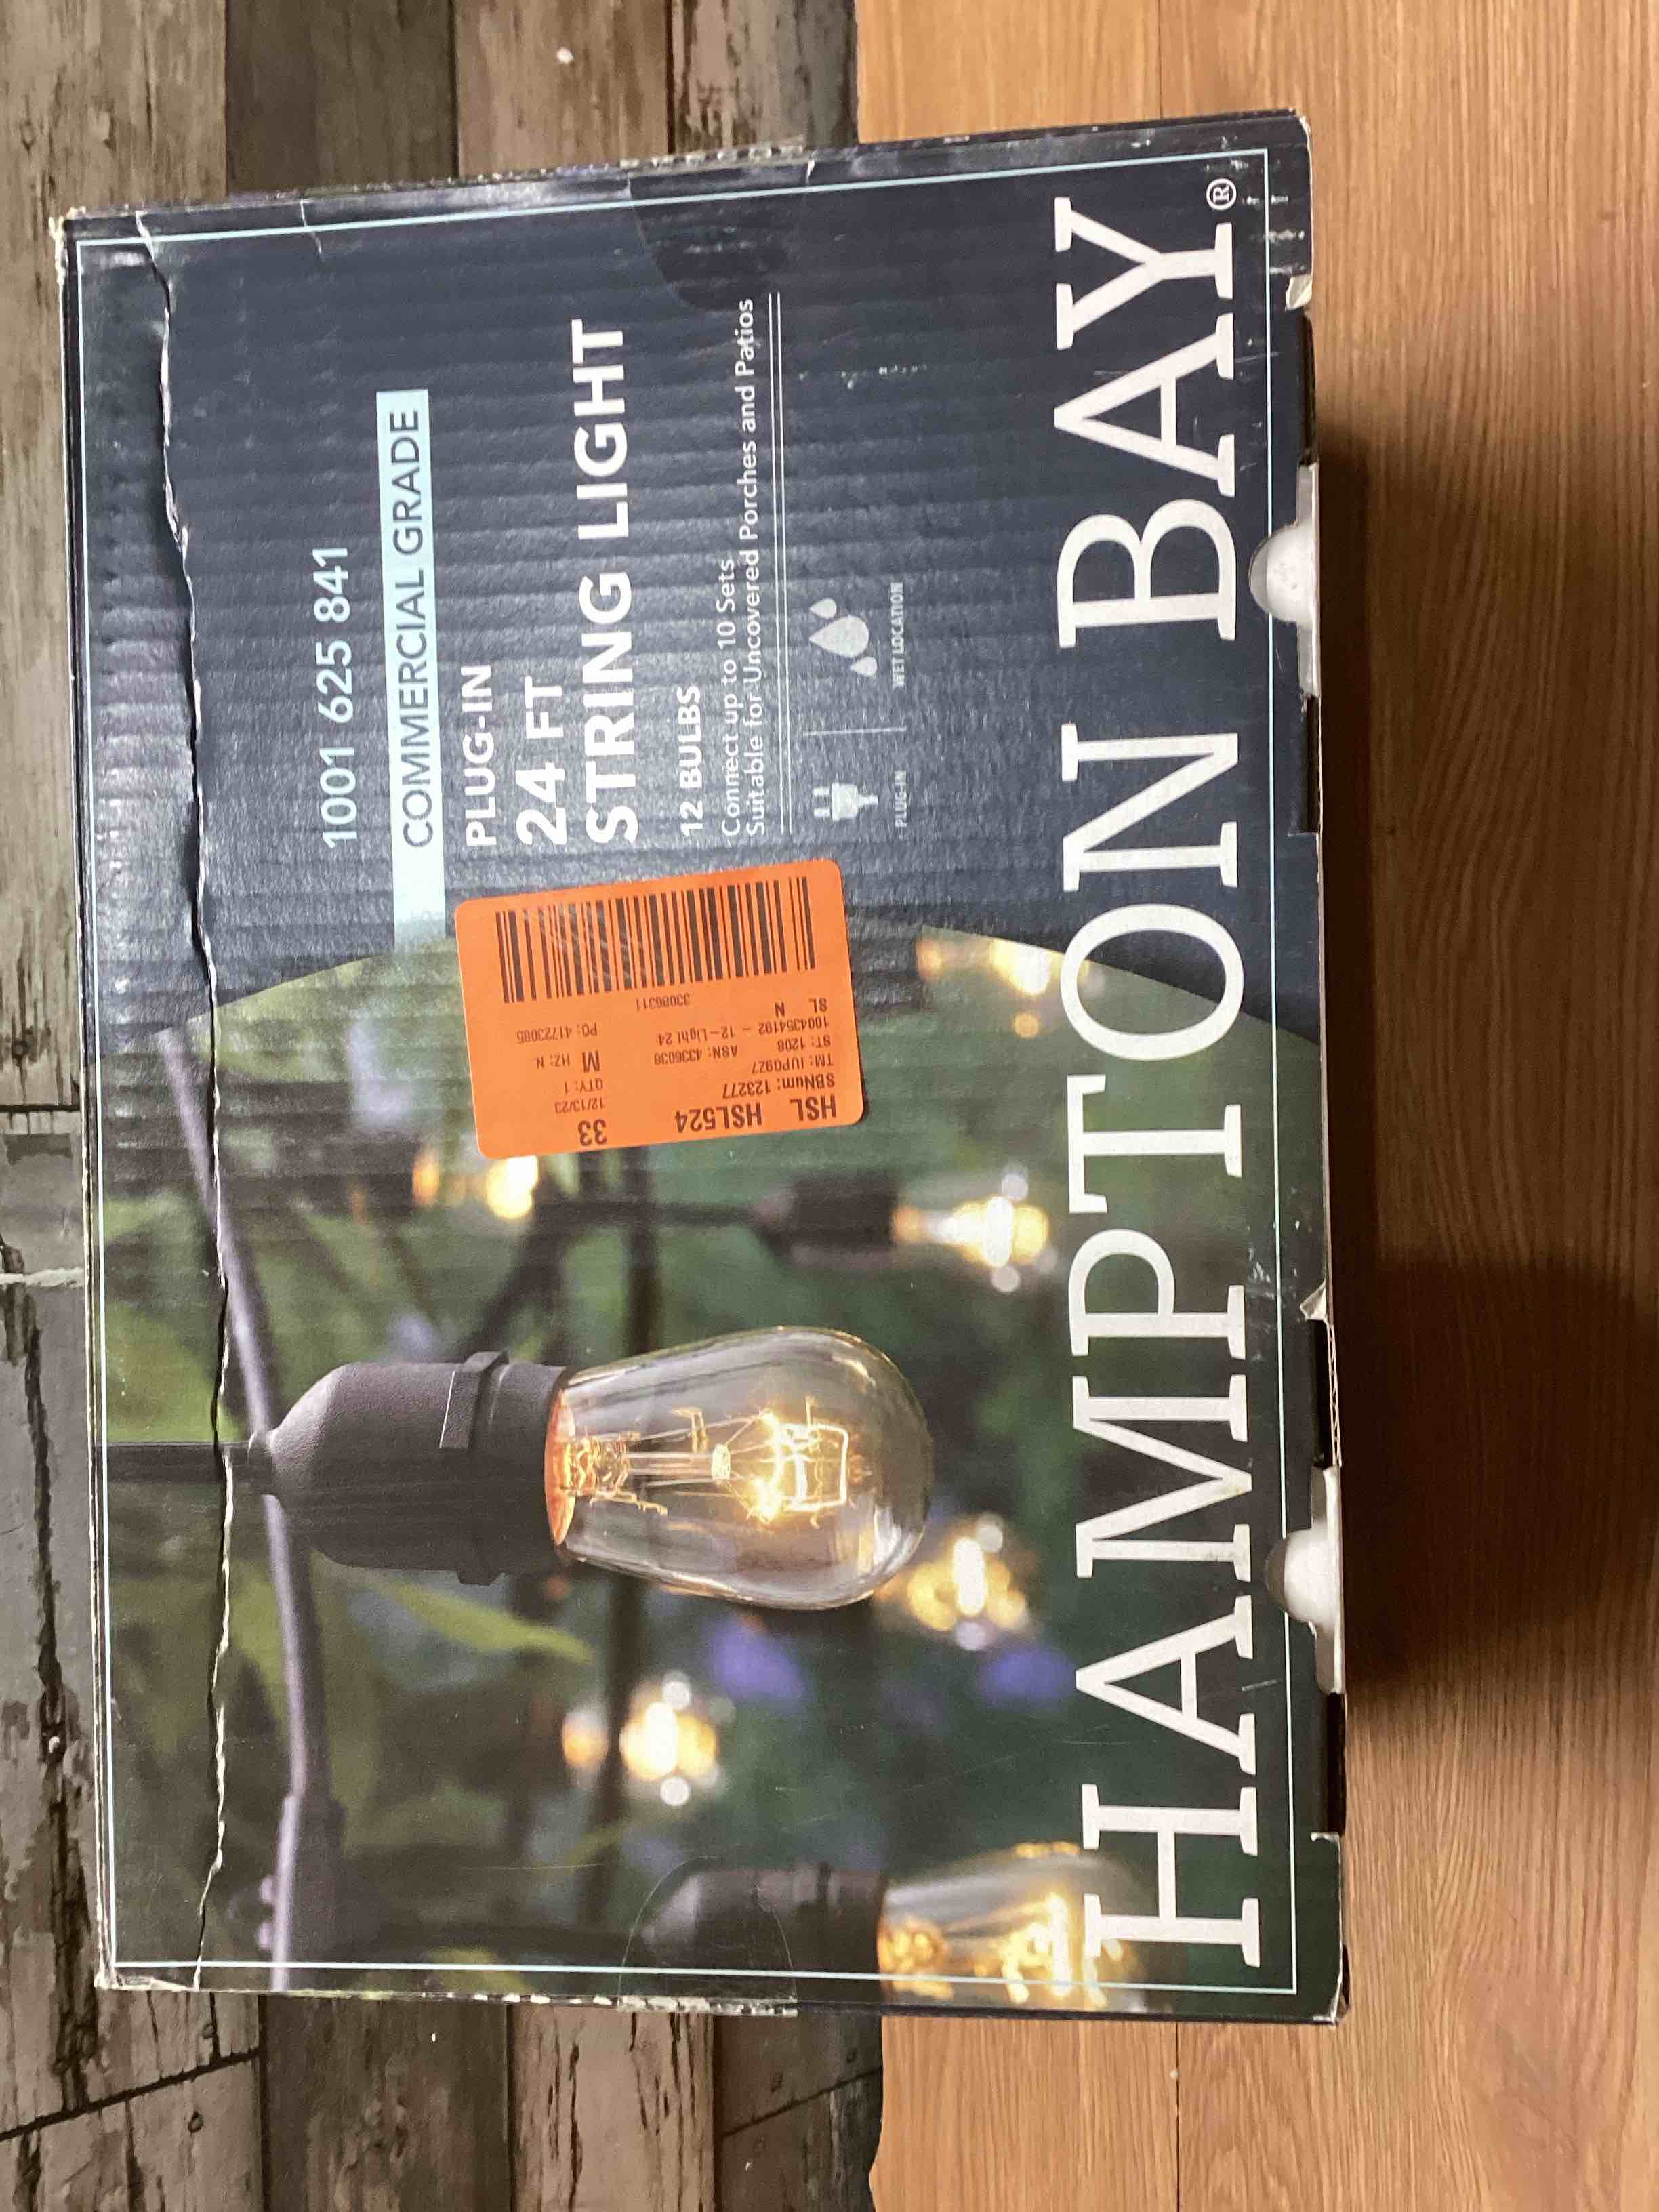 1001 625 841
COMMERCIAL GRADE
PLUG-IN
24 FT
STRING LIGHT
12 BULBS
Connect up to 10 Sets
Suitable for Uncovered Porches and Patios
PLUG-IN
WET LOCATION
HAMPTON BAY®
HSL HSL524 33
SBNum: 123277 12/13/23
TM: IUPG927 QTY: 1
ST: 1208 ASN: 4336038 M HZ: N
1004354192 - 12-Light 24 PO: 41723085
SL N
33086311